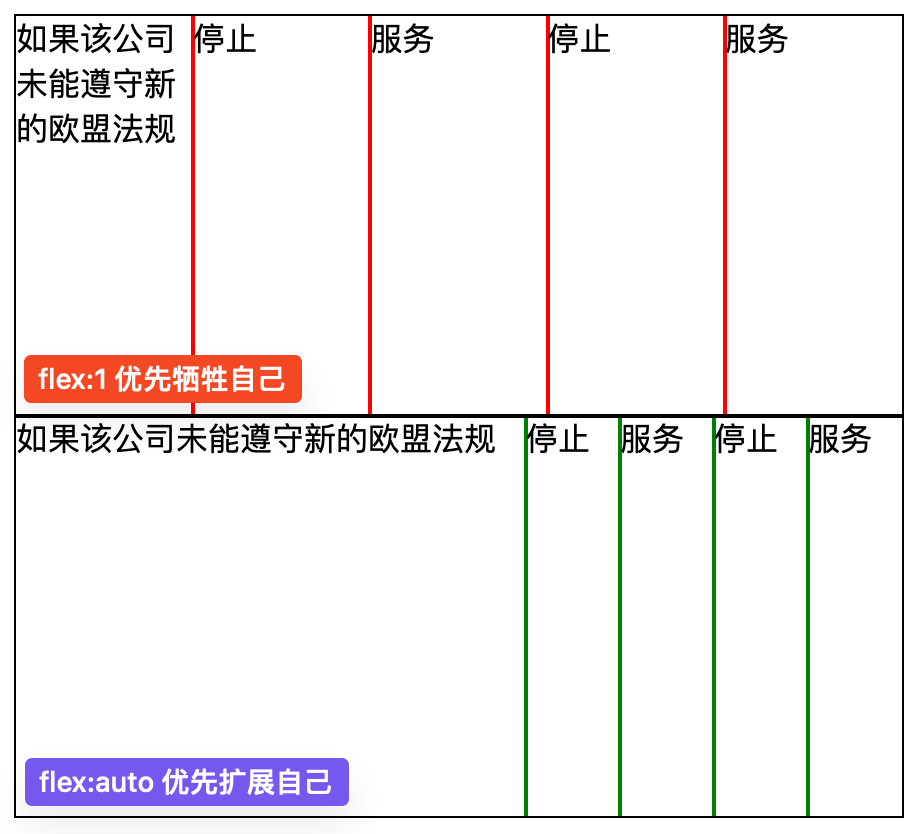 如果该公司
未能遵守新
的欧盟法规
停止
服务
停止
服务
flex:1 优先牺牲自己
如果该公司未能遵守新的欧盟法规
停止
服务
停止
服务
flex:auto 优先扩展自己